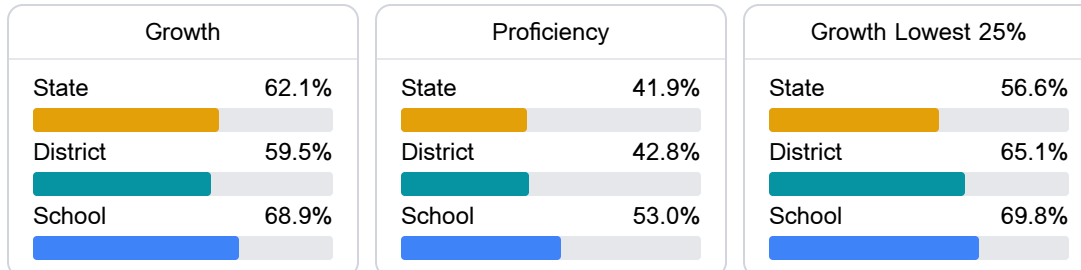 Growth
State 62.1%
District 59.5%
School 68.9%
Proficiency
State 41.9%
District 42.8%
School 53.0%
Growth Lowest 25%
State 56.6%
District 65.1%
School 69.8%